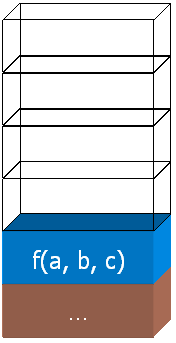 f(a, b, c)
...